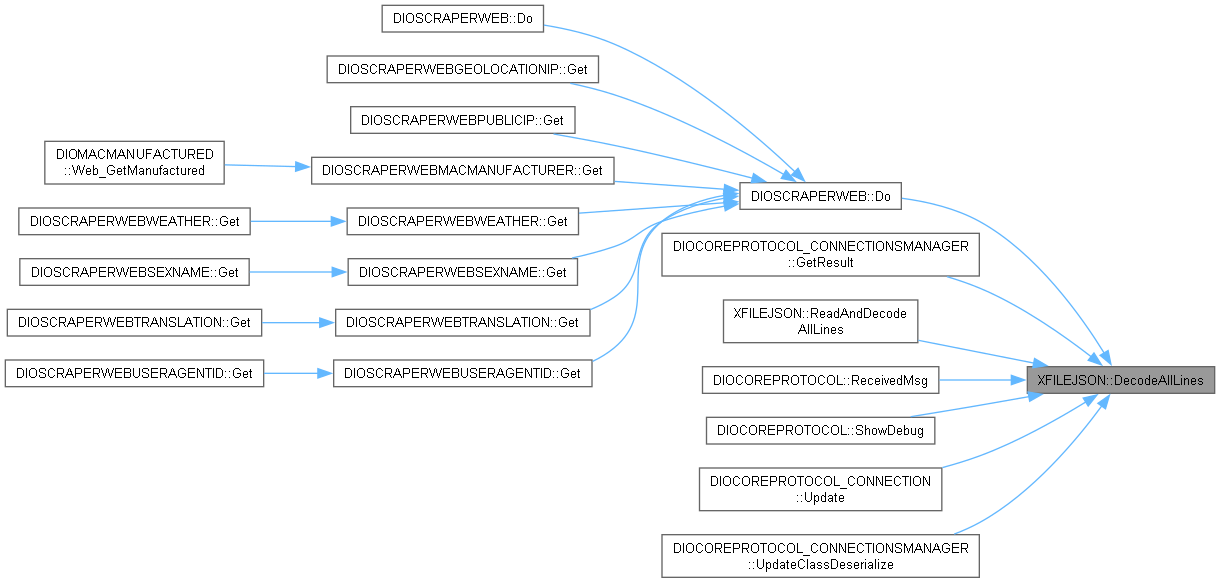 DIOSCRAPERWEB::Do
DIOSCRAPERWEBGEOLOCATIONIP::Get
DIOSCRAPERWEBPUBLICIP::Get
DIOMACMANUFACTURED
::Web_GetManufactured
DIOSCRAPERWEBMACMANUFACTURER::Get
DIOSCRAPERWEB::Do
DIOSCRAPERWEBWEATHER::Get
DIOSCRAPERWEBWEATHER::Get
DIOCOREPROTOCOL_CONNECTIONSMANAGER
::GetResult
DIOSCRAPERWEBSEXNAME::Get
DIOSCRAPERWEBSEXNAME::Get
XFILEJSON::ReadAndDecode
AllLines
DIOSCRAPERWEBTRANSLATION::Get
DIOSCRAPERWEBTRANSLATION::Get
DIOSCRAPERWEBUSERAGENTID::Get
DIOSCRAPERWEBUSERAGENTID::Get
DIOCOREPROTOCOL::ReceivedMsg
XFILEJSON::DecodeAllLines
DIOCOREPROTOCOL::ShowDebug
DIOCOREPROTOCOL_CONNECTION
::Update
DIOCOREPROTOCOL_CONNECTIONSMANAGER
::UpdateClassDeserialize